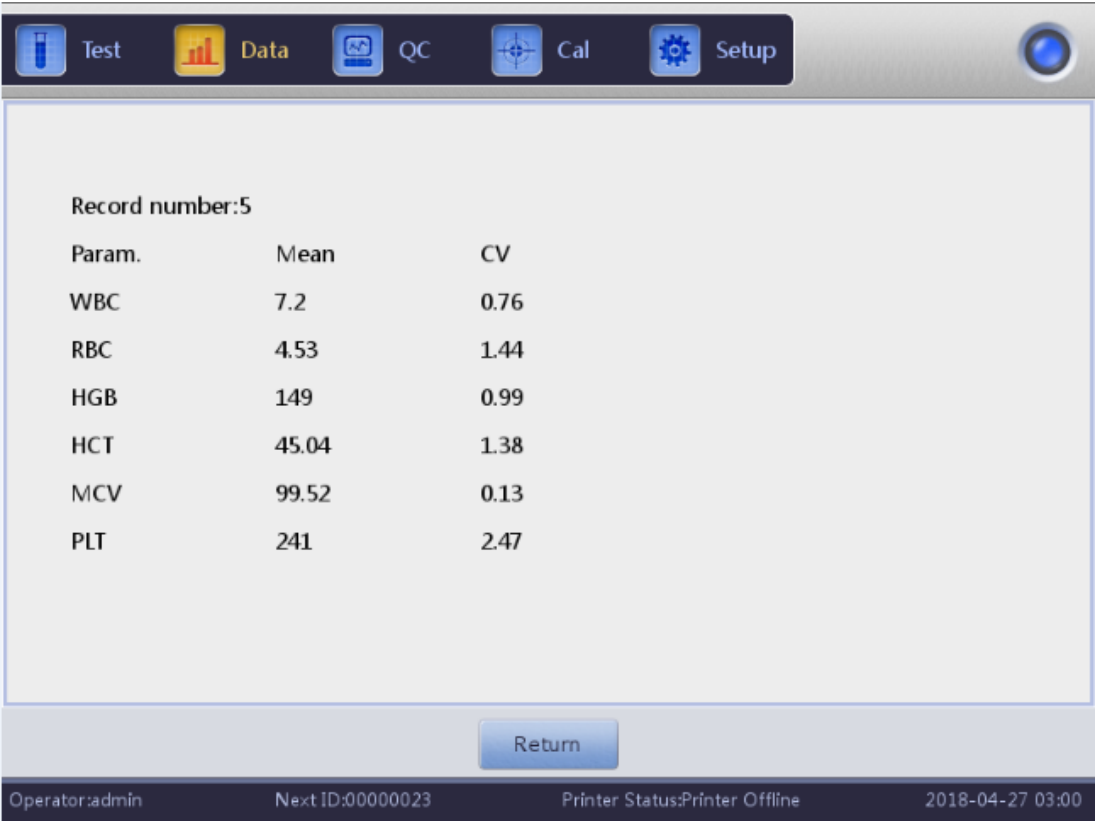 Test Data QC Cal Setup
Record number:5
Param. Mean CV
WBC 7.2 0.76
RBC 4.53 1.44
HGB 149 0.99
HCT 45.04 1.38
MCV 99.52 0.13
PLT 241 2.47
Return
Operator:admin Next ID:00000023 Printer Status:Printer Offline 2018-04-27 03:00